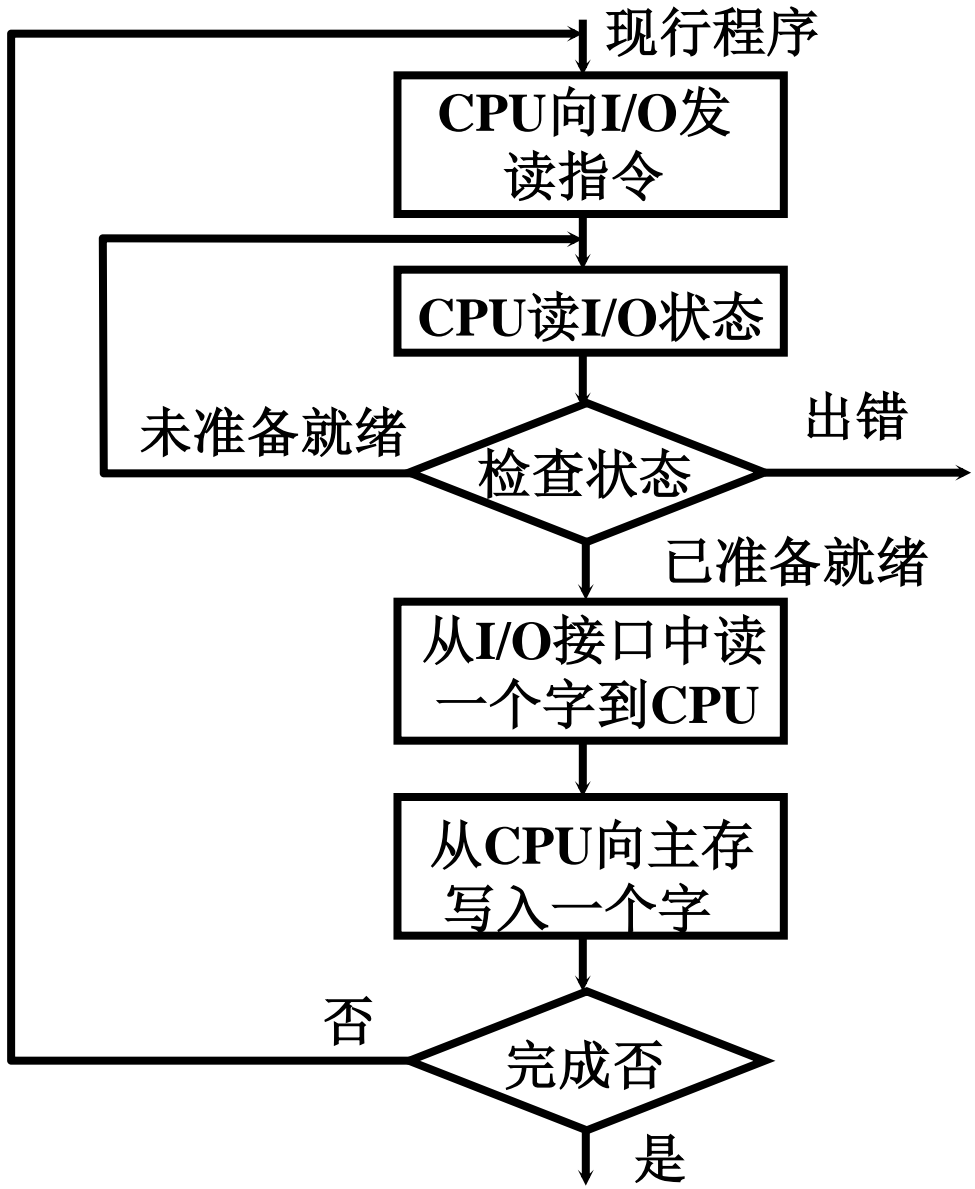 现行程序
CPU向I/O发
读指令
CPU读I/O状态
未准备就绪
出错
检查状态
已准备就绪
从I/O接口中读
一个字到CPU
从CPU向主存
写入一个字
否
完成否
是